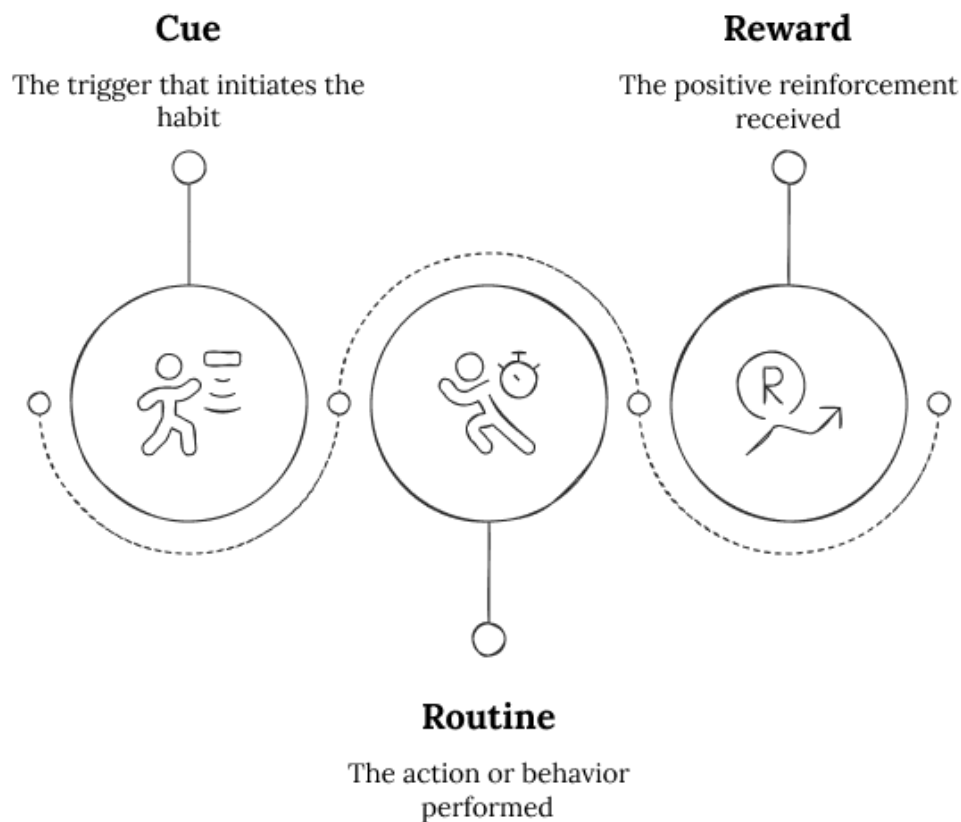 Cue
The trigger that initiates the
habit
Reward
The positive reinforcement
received
R
Routine
The action or behavior
performed